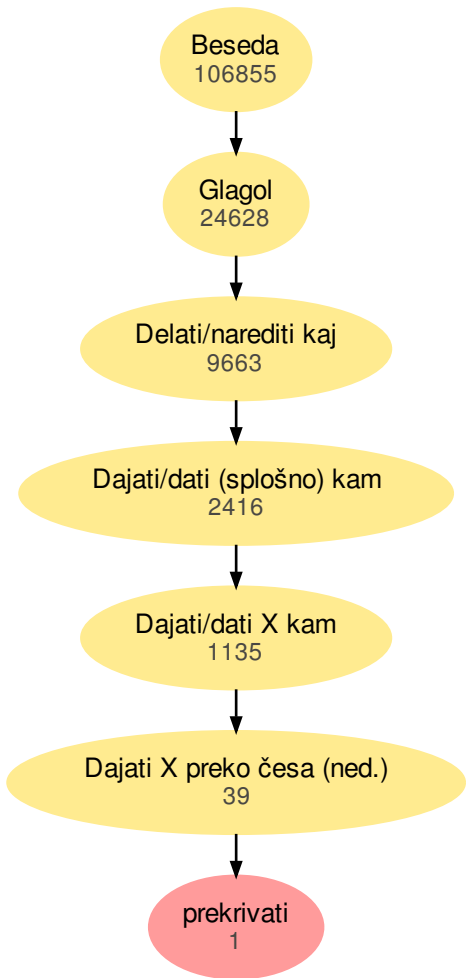 Beseda
106855
Glagol
24628
Delati/narediti kaj
9663
Dajati/dati (splošno) kam
2416
Dajati/dati X kam
1135
Dajati X preko česa (ned.)
39
prekrivati
1